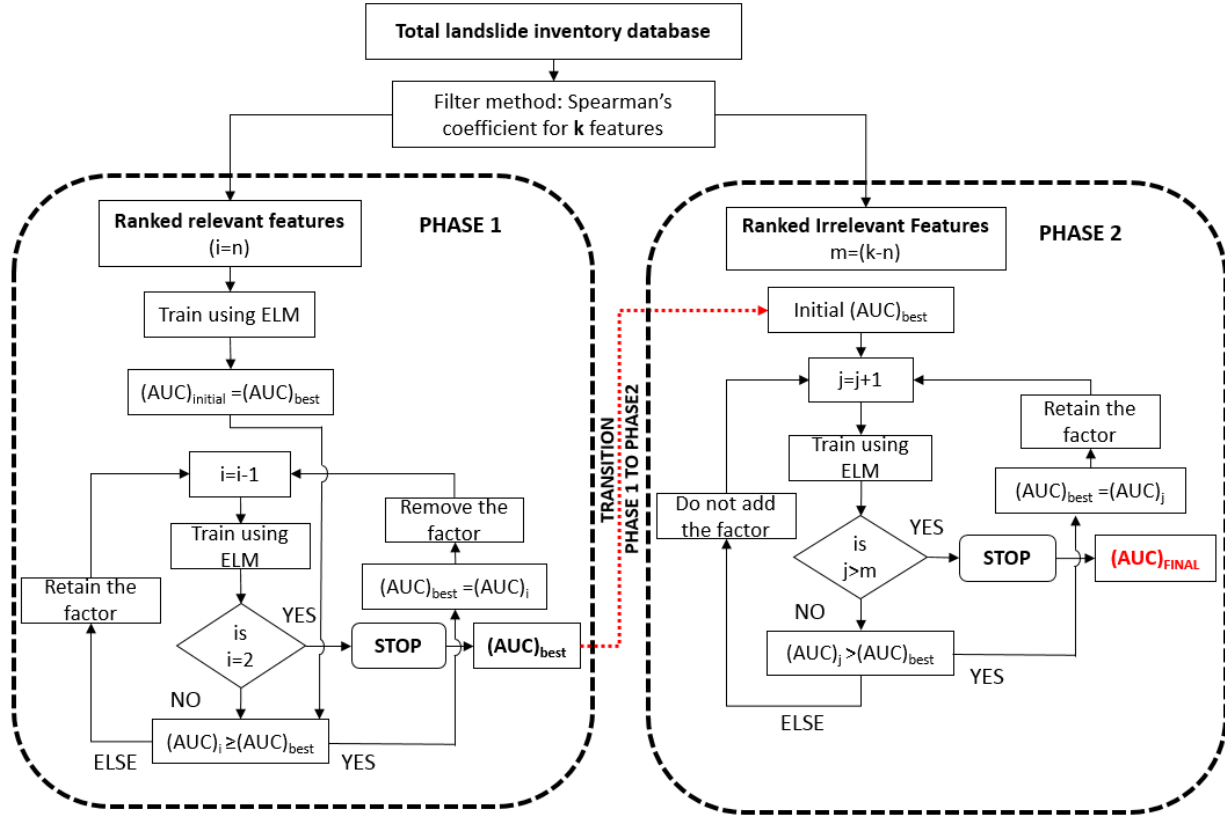 Total landslide inventory database
Filter method: Spearman's
coefficient for k features
PHASE 1
Ranked relevant features
(i=n)
Train using ELM
(AUC)initial =(AUC)best
i=i-1
Train using
ELM
Retain the
factor
Remove the
factor
(AUC)best =(AUC)i
is
i=2
YES
STOP
(AUC)best
NO
(AUC)i ≥(AUC)best
ELSE
YES
TRANSITION
PHASE 1 TO PHASE2
PHASE 2
Ranked Irrelevant Features
m=(k-n)
Initial (AUC)best
j=j+1
Train using
ELM
Do not add
the factor
Retain the
factor
(AUC)best =(AUC)j
is
j>m
YES
STOP
(AUC)FINAL
NO
(AUC)j >(AUC)best
YES
ELSE